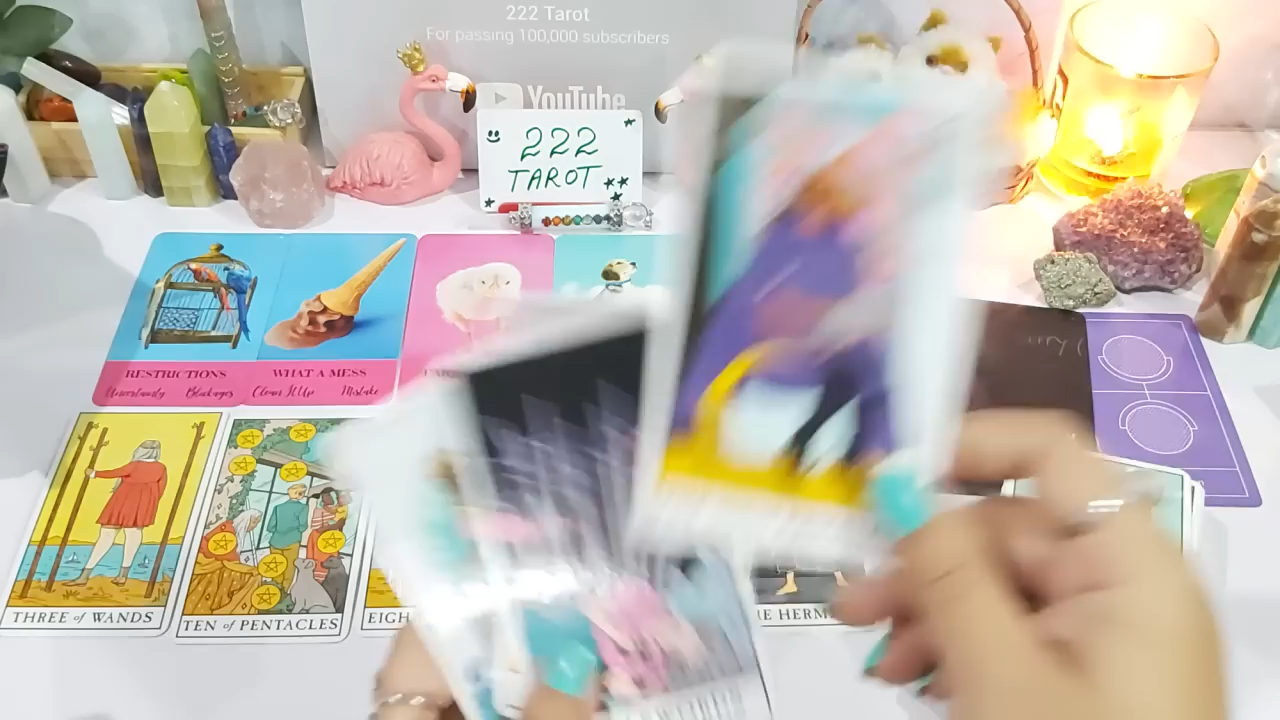 222 Tarot
For passing 100,000 subscribers
YouTube
222
TAROT
RESTRICTIONS
Uncertainty Blockages
WHAT A MESS
Clean It Up Mistake
THREE of WANDS
TEN of PENTACLES
EIGH
HE HERM